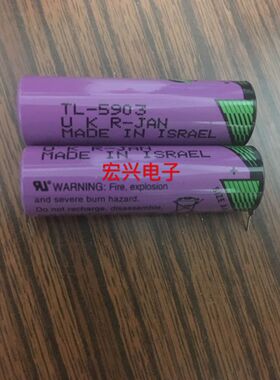 TL-5903
U K R-JAN
MADE IN ISRAEL
U K R-JAN
MADE IN ISRAEL
宏兴电子
WARNING: Fire, explosion
and severe burn hazard.
Do not recharge, disassemble,